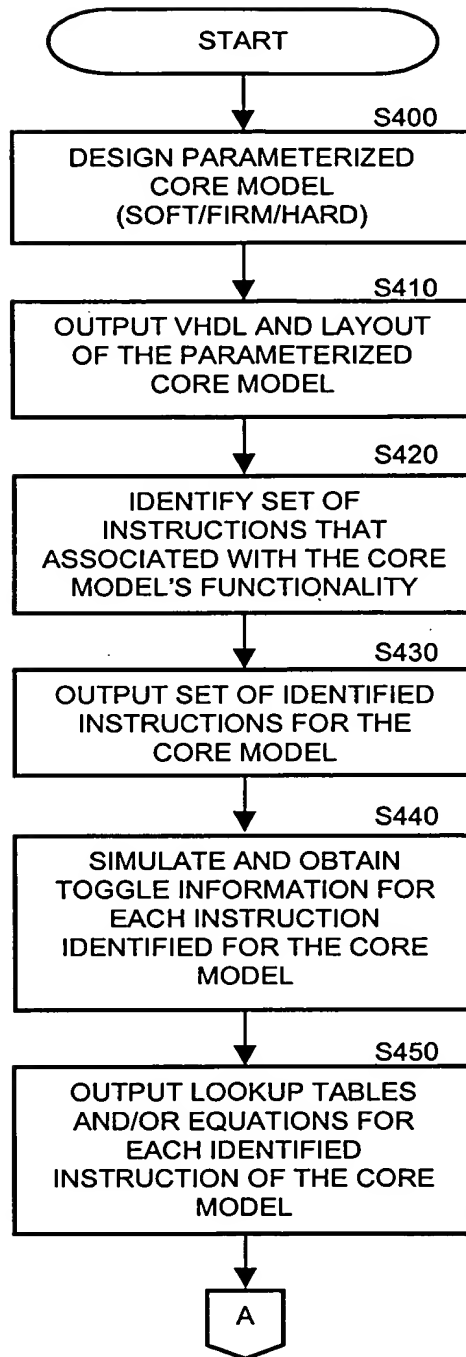 START
S400
DESIGN PARAMETERIZED
CORE MODEL
(SOFT/FIRM/HARD)
S410
OUTPUT VHDL AND LAYOUT
OF THE PARAMETERIZED
CORE MODEL
S420
IDENTIFY SET OF
INSTRUCTIONS THAT
ASSOCIATED WITH THE CORE
MODEL'S FUNCTIONALITY
S430
OUTPUT SET OF IDENTIFIED
INSTRUCTIONS FOR THE
CORE MODEL
S440
SIMULATE AND OBTAIN
TOGGLE INFORMATION FOR
EACH INSTRUCTION
IDENTIFIED FOR THE CORE
MODEL
S450
OUTPUT LOOKUP TABLES
AND/OR EQUATIONS FOR
EACH IDENTIFIED
INSTRUCTION OF THE CORE
MODEL
A